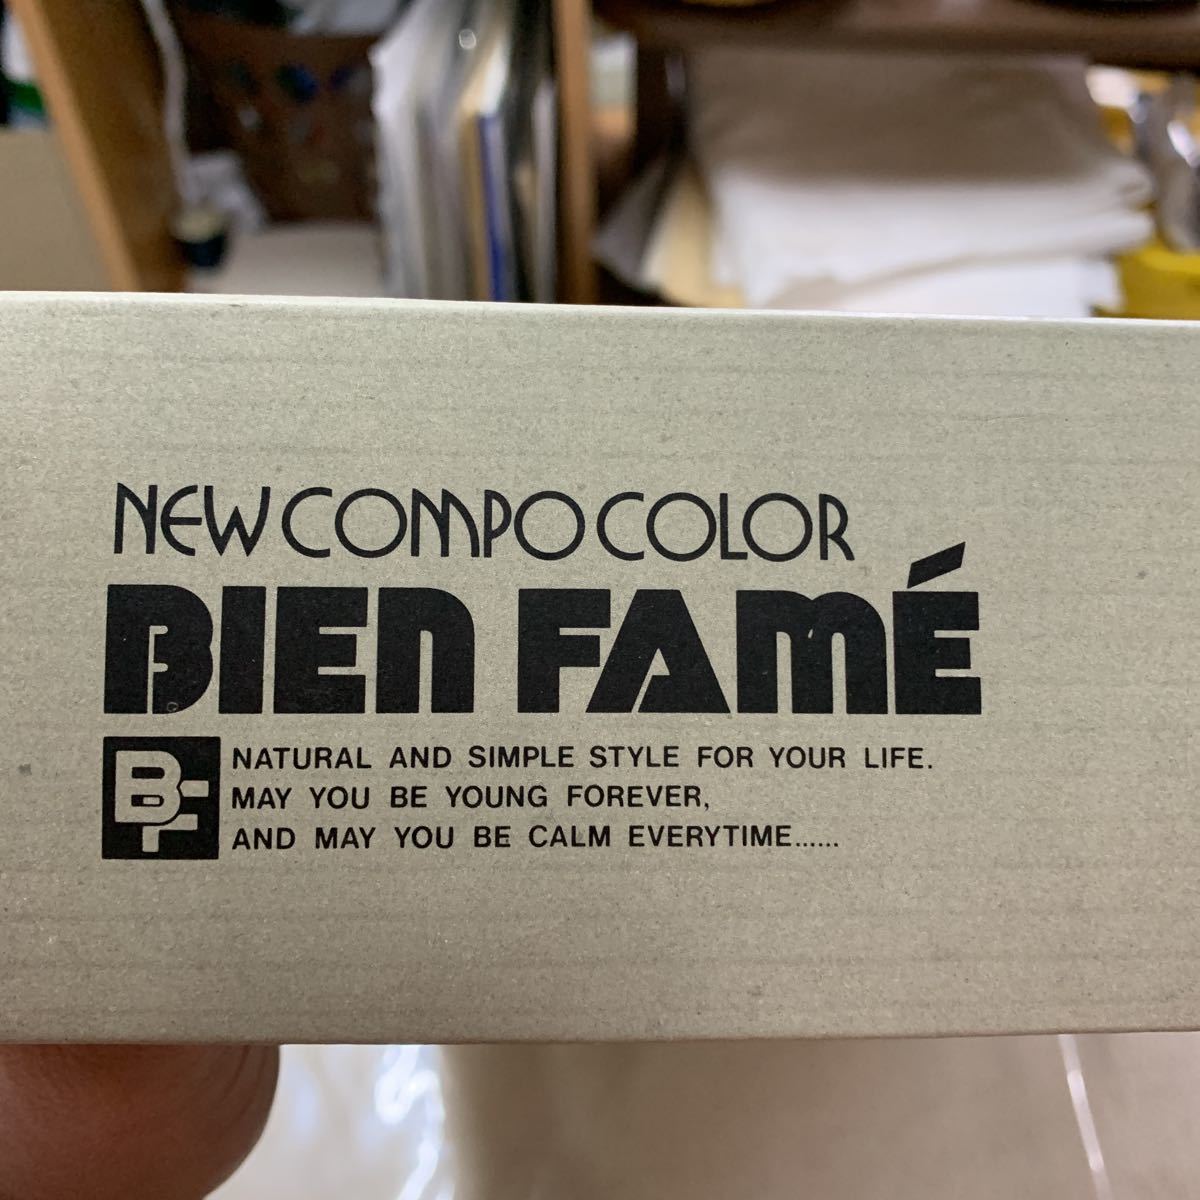 NEW COMPO COLOR
BIEN FAMÉ
BF
NATURAL AND SIMPLE STYLE FOR YOUR LIFE.
MAY YOU BE YOUNG FOREVER,
AND MAY YOU BE CALM EVERYTIME......